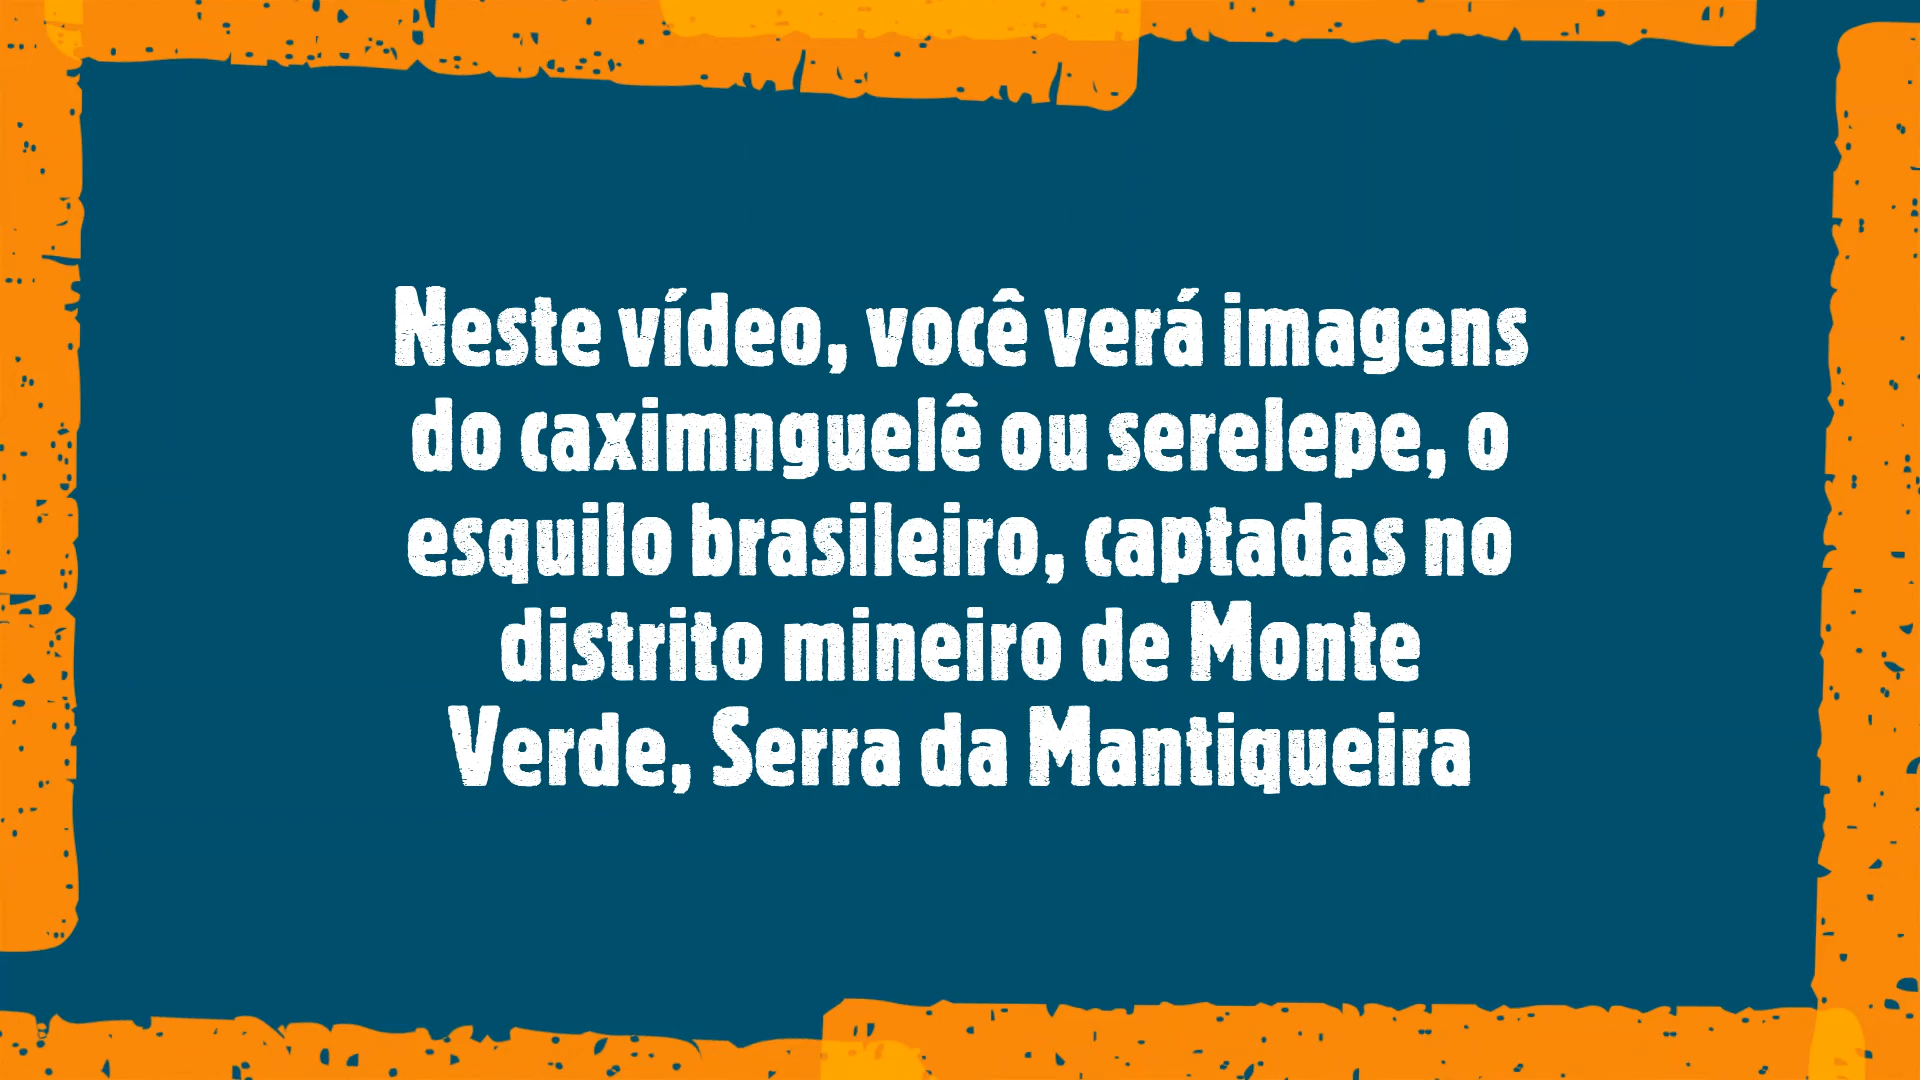 Neste vídeo, você verá imagens
do caximnguelê ou serelepe, o
esquilo brasileiro, captadas no
distrito mineiro de Monte
Verde, Serra da Mantiqueira